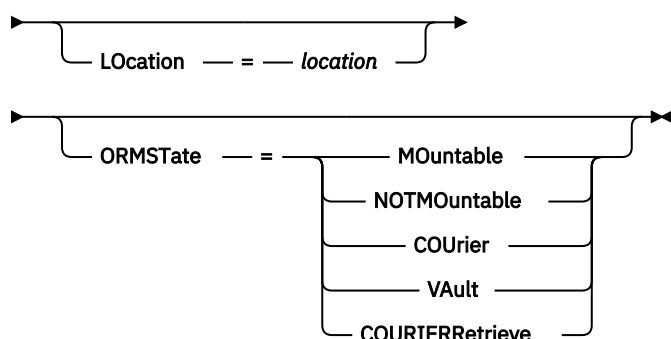 LOcation = location
ORMSTate = MOuntable
NOTMOuntable
COUrier
VAult
COURIERRetrieve